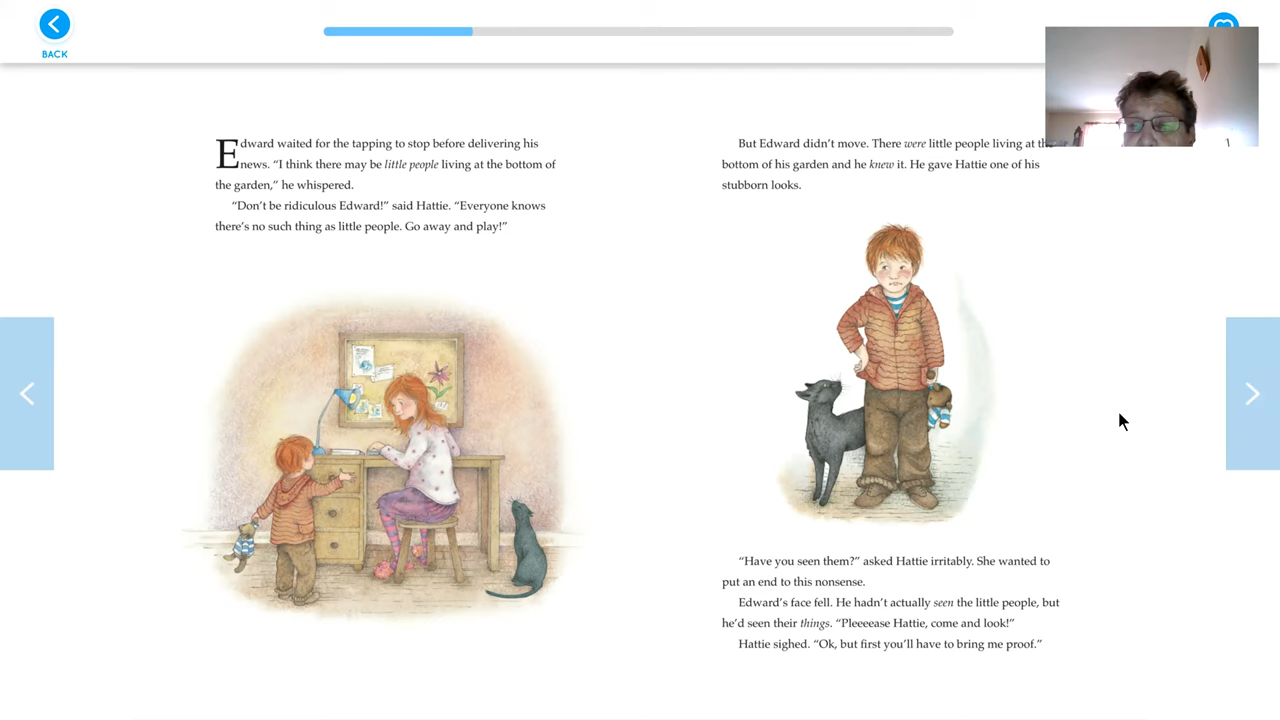 BACK
Edward waited for the tapping to stop before delivering his
news. “I think there may be little people living at the bottom of
the garden,” he whispered.
“Don’t be ridiculous Edward!” said Hattie. “Everyone knows
there’s no such thing as little people. Go away and play!”
But Edward didn’t move. There were little people living at the
bottom of his garden and he knew it. He gave Hattie one of his
stubborn looks.
“Have you seen them?” asked Hattie irritably. She wanted to
put an end to this nonsense.
Edward’s face fell. He hadn’t actually seen the little people, but
he’d seen their things. “Pleeeease Hattie, come and look!”
Hattie sighed. “Ok, but first you’ll have to bring me proof.”